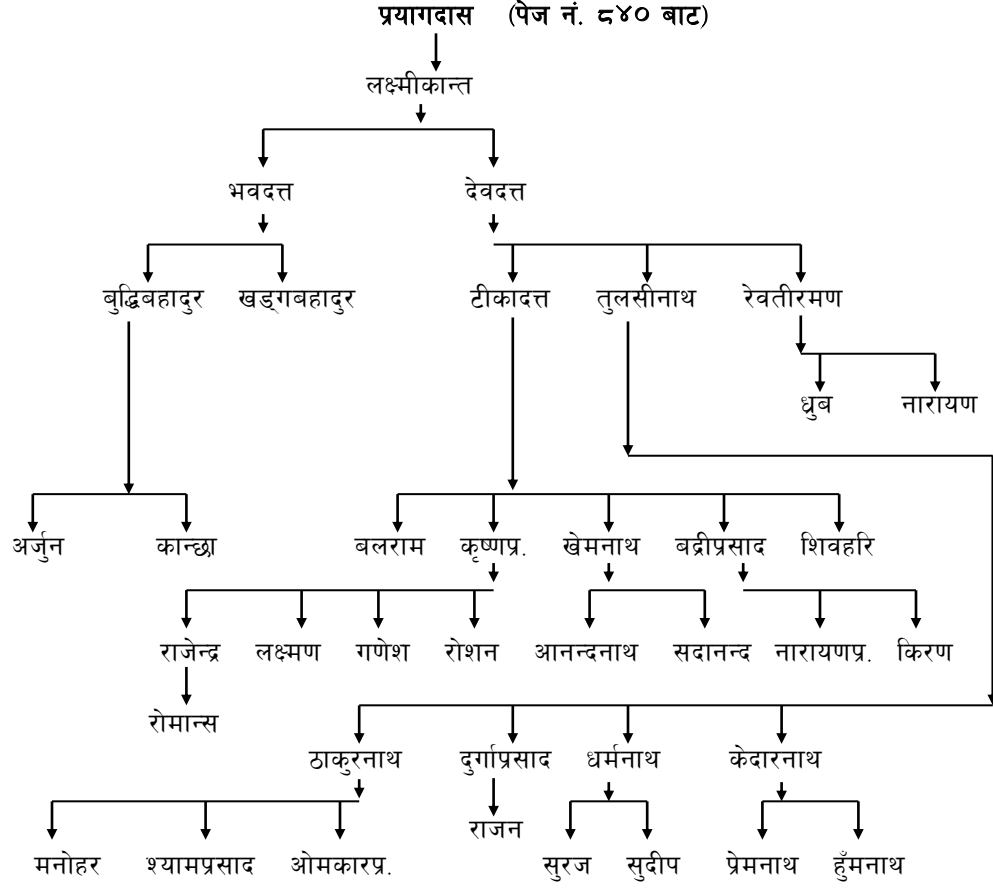 प्रयागदास (पेज नं. ८४० बाट)
लक्ष्मीकान्त
भवदत्त देवदत्त
बुद्धिबहादुर खड्गबहादुर टीकादत्त तुलसीनाथ रेवतीरमण
ध्रुब नारायण
अर्जुन कान्छा बलराम कृष्णप्र. खेमनाथ बद्रीप्रसाद शिवहरि
राजेन्द्र लक्ष्मण गणेश रोशन आनन्दनाथ सदानन्द नारायणप्र. किरण
रोमान्स
ठाकुरनाथ दुर्गाप्रसाद धर्मनाथ केदारनाथ
राजन
मनोहर श्यामप्रसाद ओमकारप्र. सुरज सुदीप प्रेमनाथ हुँमनाथ